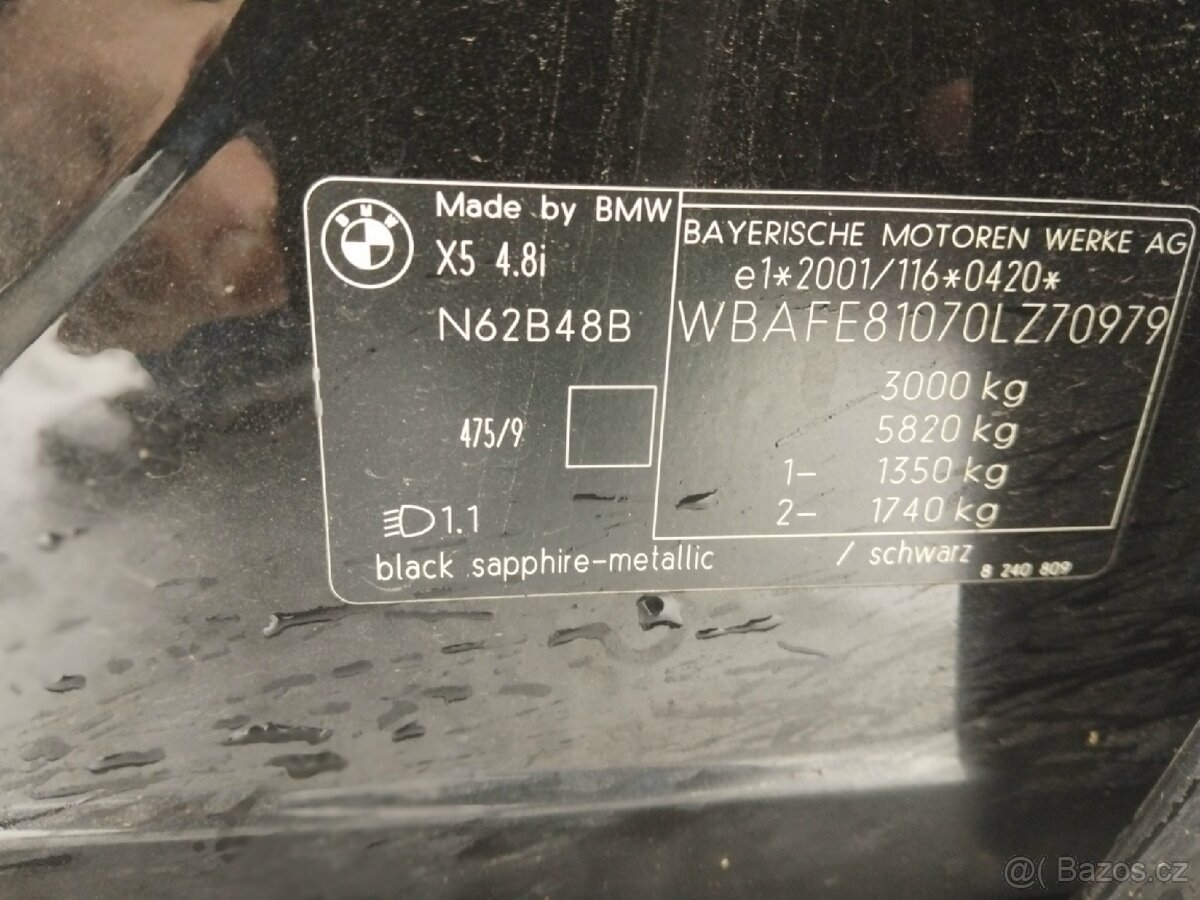 BMW
Made by BMW
X5 4.8i
N62B48B
475/9
1.1
black sapphire-metallic / schwarz
8 240 809
BAYERISCHE MOTOREN WERKE AG
e1*2001/116*0420*
WBAFE81070LZ70979
3000 kg
5820 kg
1- 1350 kg
2- 1740 kg
@( Bazos.cz